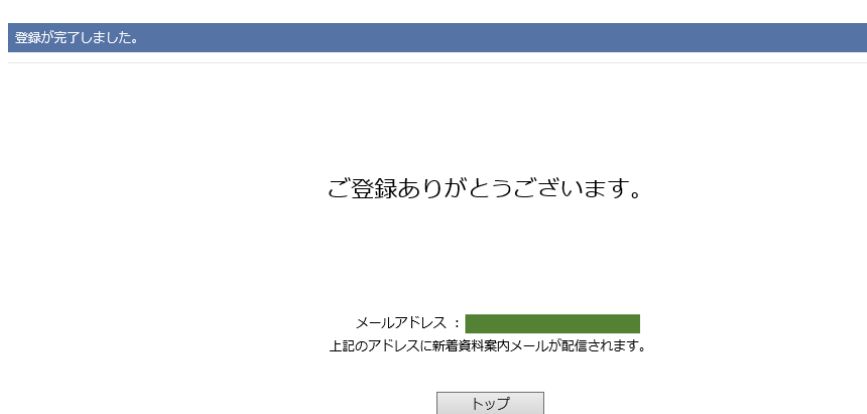 登録が完了しました。
ご登録ありがとうございます。
メールアドレス :
上記のアドレスに新着資料案内メールが配信されます。
トップ